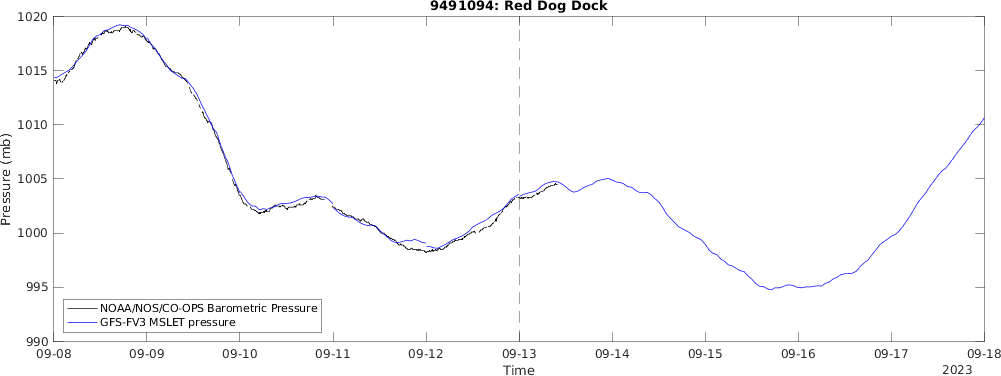 9491094: Red Dog Dock
Pressure (mb)
1020
1015
1010
1005
1000
995
990
NOAA/NOS/CO-OPS Barometric Pressure
GFS-FV3 MSLET pressure
09-08 09-09 09-10 09-11 09-12 09-13 09-14 09-15 09-16 09-17 09-18
Time
2023